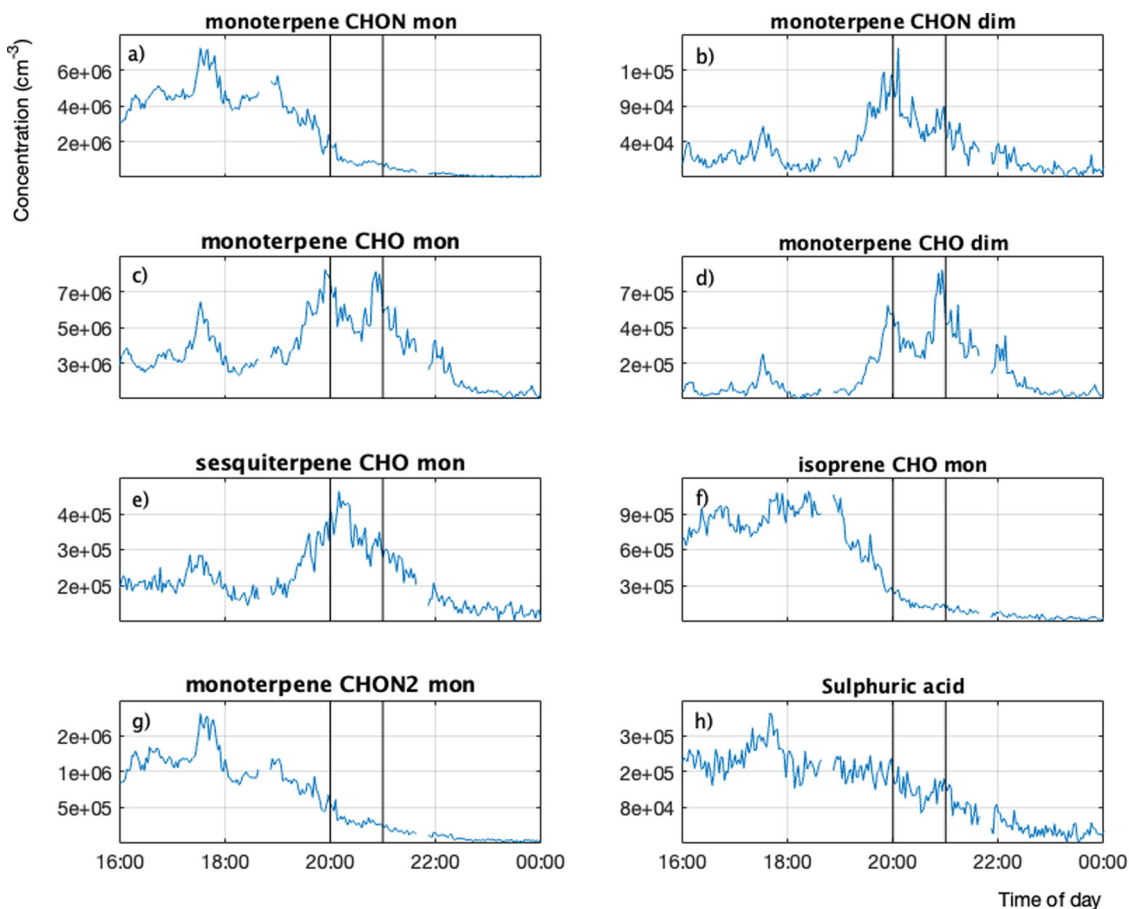 monoterpene CHON mon
monoterpene CHON dim
Concentration (cm-3)
a)
6e+06
4e+06
2e+06
b)
1e+05
9e+04
4e+04
monoterpene CHO mon
monoterpene CHO dim
c)
7e+06
5e+06
3e+06
d)
7e+05
4e+05
2e+05
sesquiterpene CHO mon
isoprene CHO mon
e)
4e+05
3e+05
2e+05
f)
9e+05
6e+05
3e+05
monoterpene CHON2 mon
Sulphuric acid
g)
2e+06
1e+06
5e+05
h)
3e+05
2e+05
8e+04
16:00 18:00 20:00 22:00 00:00
16:00 18:00 20:00 22:00 00:00
Time of day